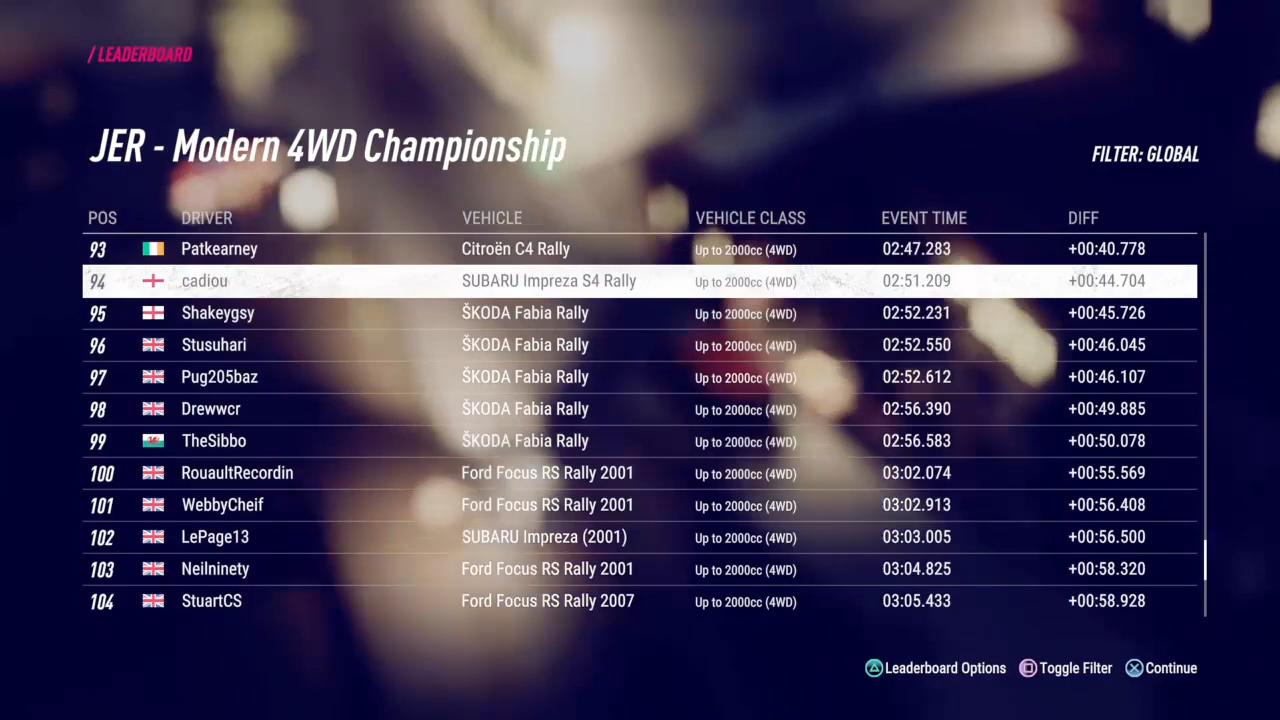 / LEADERBOARD
JER - Modern 4WD Championship
FILTER: GLOBAL
POS DRIVER VEHICLE VEHICLE CLASS EVENT TIME DIFF
93 Patkearney Citroën C4 Rally Up to 2000cc (4WD) 02:47.283 +00:40.778
94 cadiou SUBARU Impreza S4 Rally Up to 2000cc (4WD) 02:51.209 +00:44.704
95 Shakeygsy ŠKODA Fabia Rally Up to 2000cc (4WD) 02:52.231 +00:45.726
96 Stusuhari ŠKODA Fabia Rally Up to 2000cc (4WD) 02:52.550 +00:46.045
97 Pug205baz ŠKODA Fabia Rally Up to 2000cc (4WD) 02:52.612 +00:46.107
98 Drewwcr ŠKODA Fabia Rally Up to 2000cc (4WD) 02:56.390 +00:49.885
99 TheSibbo ŠKODA Fabia Rally Up to 2000cc (4WD) 02:56.583 +00:50.078
100 RouaultRecordin Ford Focus RS Rally 2001 Up to 2000cc (4WD) 03:02.074 +00:55.569
101 WebbyCheif Ford Focus RS Rally 2001 Up to 2000cc (4WD) 03:02.913 +00:56.408
102 LePage13 SUBARU Impreza (2001) Up to 2000cc (4WD) 03:03.005 +00:56.500
103 Neilninety Ford Focus RS Rally 2001 Up to 2000cc (4WD) 03:04.825 +00:58.320
104 StuartCS Ford Focus RS Rally 2007 Up to 2000cc (4WD) 03:05.433 +00:58.928
Leaderboard Options Toggle Filter Continue